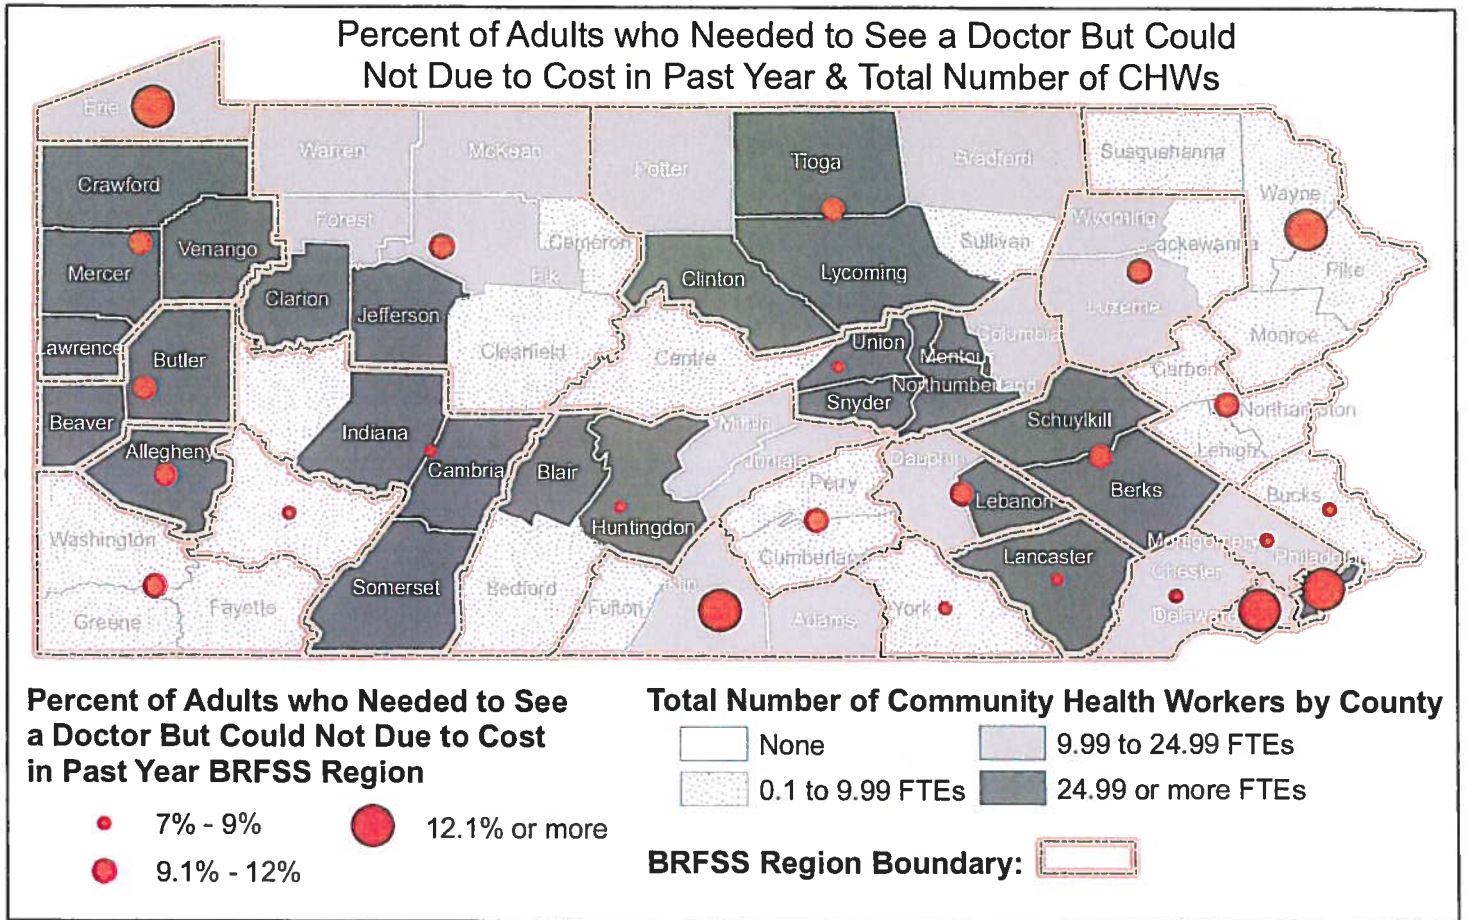 Percent of Adults who Needed to See a Doctor But Could
Not Due to Cost in Past Year & Total Number of CHWs
Erie
Warren
McKean
Potter
Tioga
Bradford
Susquehanna
Wayne
Crawford
Forest
Cameron
Elk
Sullivan
Wyoming
ackawanna
Pike
Mercer
Venango
Clarion
Jefferson
Clinton
Lycoming
Luzerne
Monroe
awrence
Butler
Clearfield
Centre
Union
Montour
Columbia
Carbon
Beaver
Snyder
Northumberland
Schuylkill
Northampton
Allegheny
Indiana
Cambria
Blair
Mifflin
Juniata
Dauphin
Lehigh
Perry
Lebanon
Berks
Bucks
Washington
Huntingdon
Cumberland
Lancaster
Montgomery
Philadelph
Chester
Greene
Fayette
Somerset
Bedford
Fulton
klin
Adams
York
Delaware
Percent of Adults who Needed to See
a Doctor But Could Not Due to Cost
in Past Year BRFSS Region
7% - 9%
9.1% - 12%
12.1% or more
Total Number of Community Health Workers by County
None
0.1 to 9.99 FTEs
9.99 to 24.99 FTEs
24.99 or more FTEs
BRFSS Region Boundary: